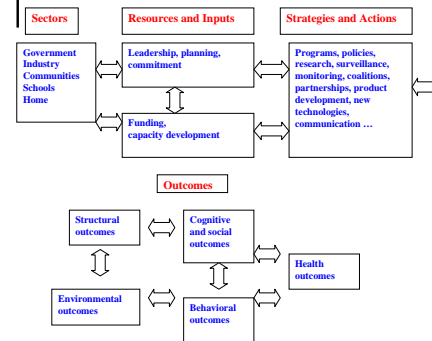 Sectors
Resources and Inputs
Strategies and Actions
Government
Industry
Communities
Schools
Home
Leadership, planning,
commitment
Funding,
capacity development
Programs, policies,
research, surveillance,
monitoring, coalitions,
partnerships, product
development, new
technologies,
communication …
Outcomes
Structural
outcomes
Cognitive
and social
outcomes
Health
outcomes
Environmental
outcomes
Behavioral
outcomes